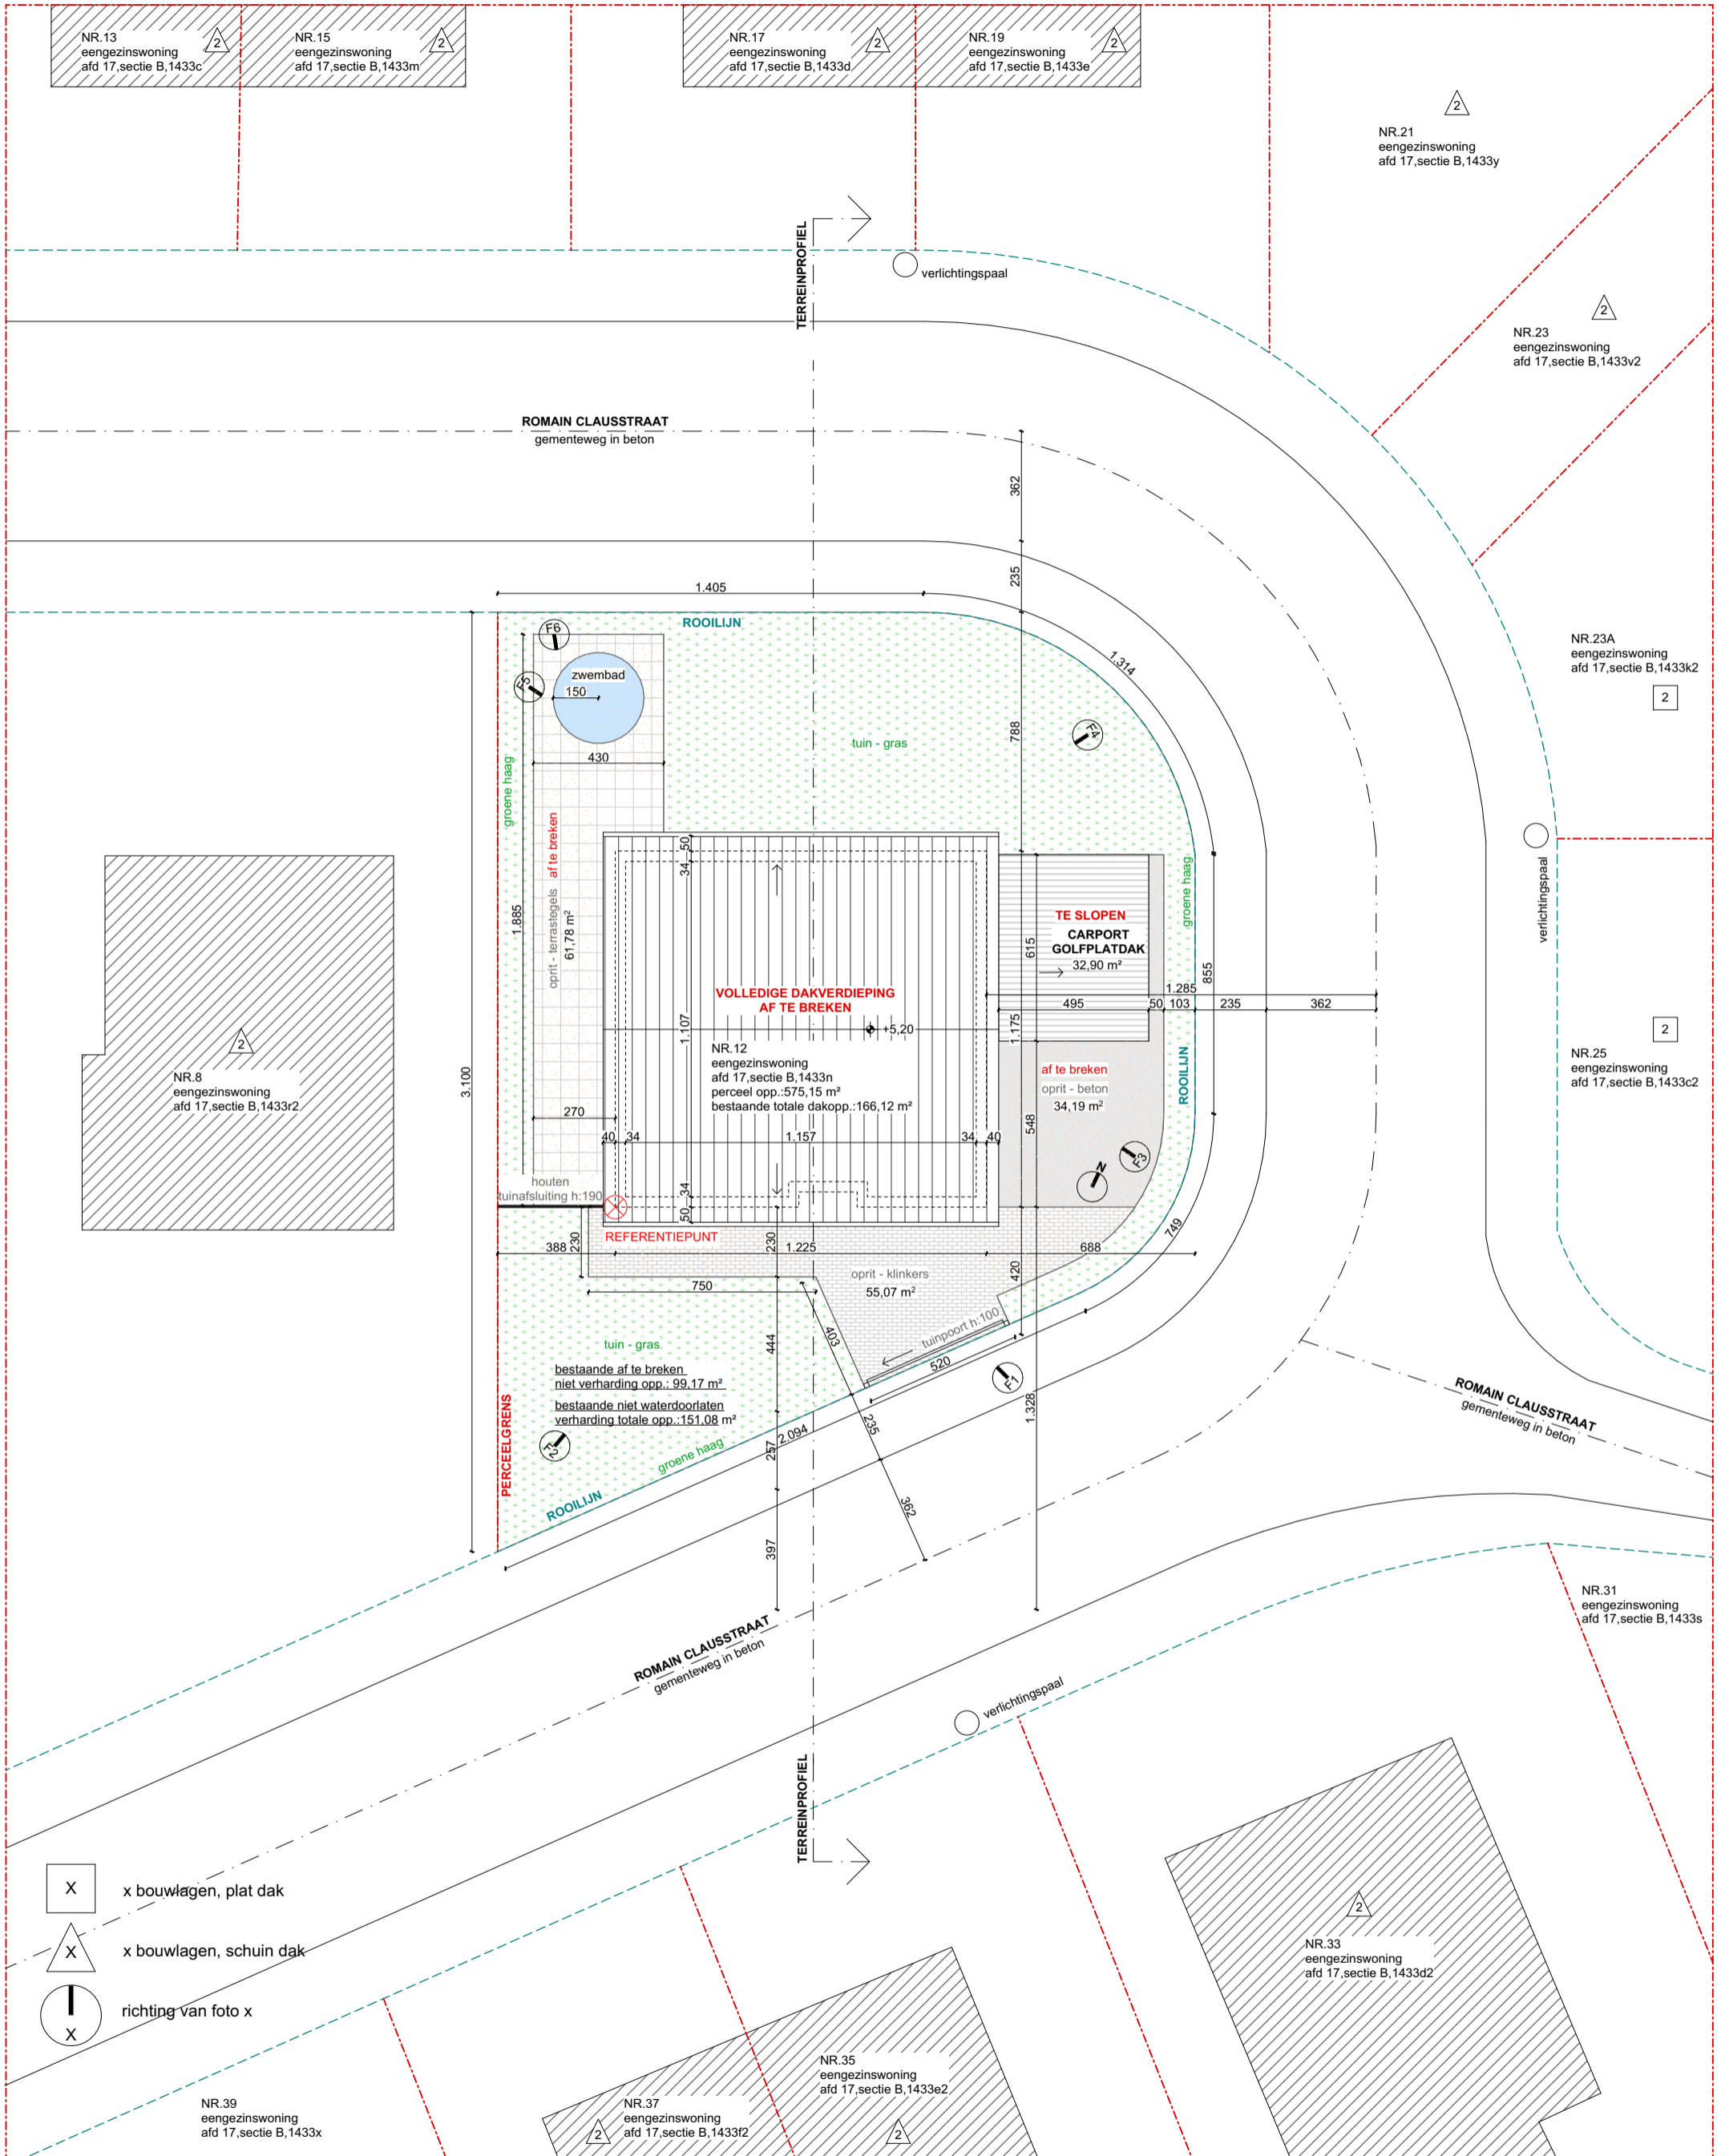 NR.13
eengezinswoning
afd 17,sectie B,1433c
2
NR.15
eengezinswoning
afd 17,sectie B,1433m
2
NR.17
eengezinswoning
afd 17,sectie B,1433d
2
NR.19
eengezinswoning
afd 17,sectie B,1433e
2
2
NR.21
eengezinswoning
afd 17,sectie B,1433y
2
NR.23
eengezinswoning
afd 17,sectie B,1433v2
TERREINPROFIEL
verlichtingspaal
ROMAIN CLAUSSTRAAT
gementeweg in beton
362
235
1.405
ROOILIJN
1.314
NR.23A
eengezinswoning
afd 17,sectie B,1433k2
2
F6
F5
zwembad
150
430
788
F4
tuin - gras
groene haag
af te breken
oprit - terrastegels
61,78 m²
1.885
50
34
1.107
34
50
groene haag
TE SLOPEN
CARPORT
GOLFPLATDAK
32,90 m²
615
855
1.285
495
50
103
235
362
1.175
verlichtingspaal
VOLLEDIGE DAKVERDIEPING
AF TE BREKEN
+5,20
NR.12
eengezinswoning
afd 17,sectie B,1433n
perceel opp.:575,15 m²
bestaande totale dakopp.:166,12 m²
2
NR.8
eengezinswoning
afd 17,sectie B,1433r2
3.100
2
NR.25
eengezinswoning
afd 17,sectie B,1433c2
af te breken
oprit - beton
34,19 m²
548
ROOILIJN
270
40
34
1.157
34
40
F3
N
houten
tuinafsluiting h:190
REFERENTIEPUNT
388
230
230
1.225
688
749
420
750
oprit - klinkers
55,07 m²
403
tuinpoort h:100
520
F1
444
tuin - gras
bestaande af te breken
niet verharding opp.: 99,17 m²
bestaande niet waterdoorlaten
verharding totale opp.:151,08 m²
F2
PERCEELGRENS
groene haag
ROOILIJN
2.094
257
235
362
397
1.328
ROMAIN CLAUSSTRAAT
gementeweg in beton
ROMAIN CLAUSSTRAAT
gementeweg in beton
NR.31
eengezinswoning
afd 17,sectie B,1433s
verlichtingspaal
TERREINPROFIEL
X
x bouwlagen, plat dak
X
x bouwlagen, schuin dak
X
richting van foto x
2
NR.33
eengezinswoning
afd 17,sectie B,1433d2
NR.35
eengezinswoning
afd 17,sectie B,1433e2
2
NR.37
eengezinswoning
afd 17,sectie B,1433f2
2
NR.39
eengezinswoning
afd 17,sectie B,1433x